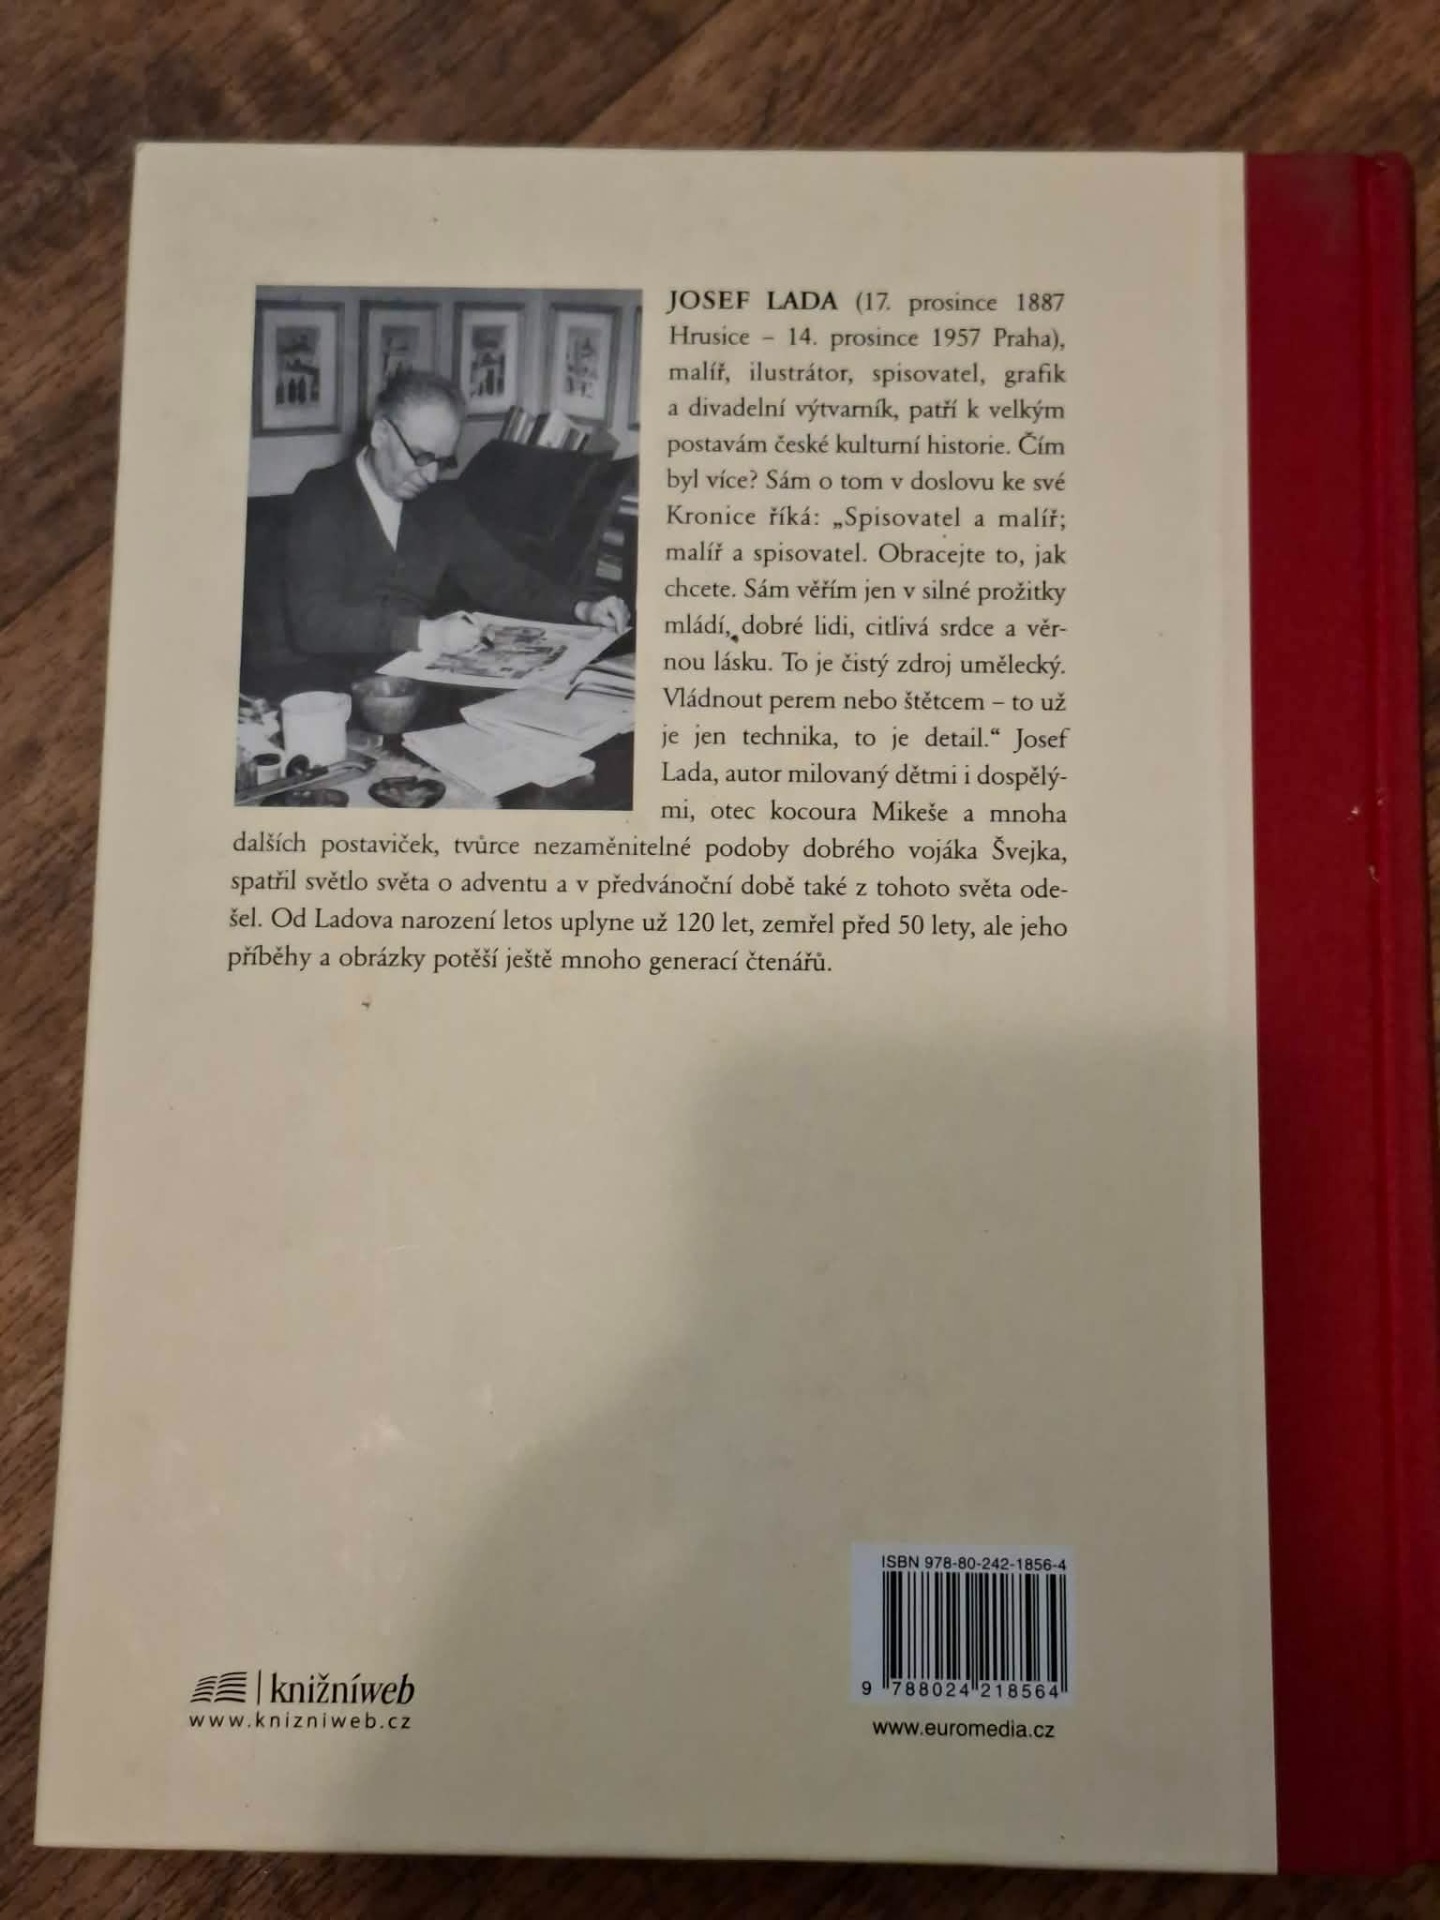 JOSEF LADA (17. prosince 1887
Hrusice – 14. prosince 1957 Praha),
malíř, ilustrátor, spisovatel, grafik
a divadelní výtvarník, patří k velkým
postavám české kulturní historie. Čím
byl více? Sám o tom v doslovu ke své
Kronice říká: „Spisovatel a malíř;
malíř a spisovatel. Obracejte to, jak
chcete. Sám věřím jen v silné prožitky
mládí, dobré lidi, citlivá srdce a věr-
nou lásku. To je čistý zdroj umělecký.
Vládnout perem nebo štětcem – to už
je jen technika, to je detail.“ Josef
Lada, autor milovaný dětmi i dospělý-
mi, otec kocoura Mikeše a mnoha
dalších postaviček, tvůrce nezaměnitelné podoby dobrého vojáka Švejka,
spatřil světlo světa o adventu a v předvánoční době také z tohoto světa ode-
šel. Od Ladova narození letos uplyne už 120 let, zemřel před 50 lety, ale jeho
příběhy a obrázky potěší ještě mnoho generací čtenářů.
ISBN 978-80-242-1856-4
9 788024 218564
www.euromedia.cz
knižníweb
www.knizniweb.cz